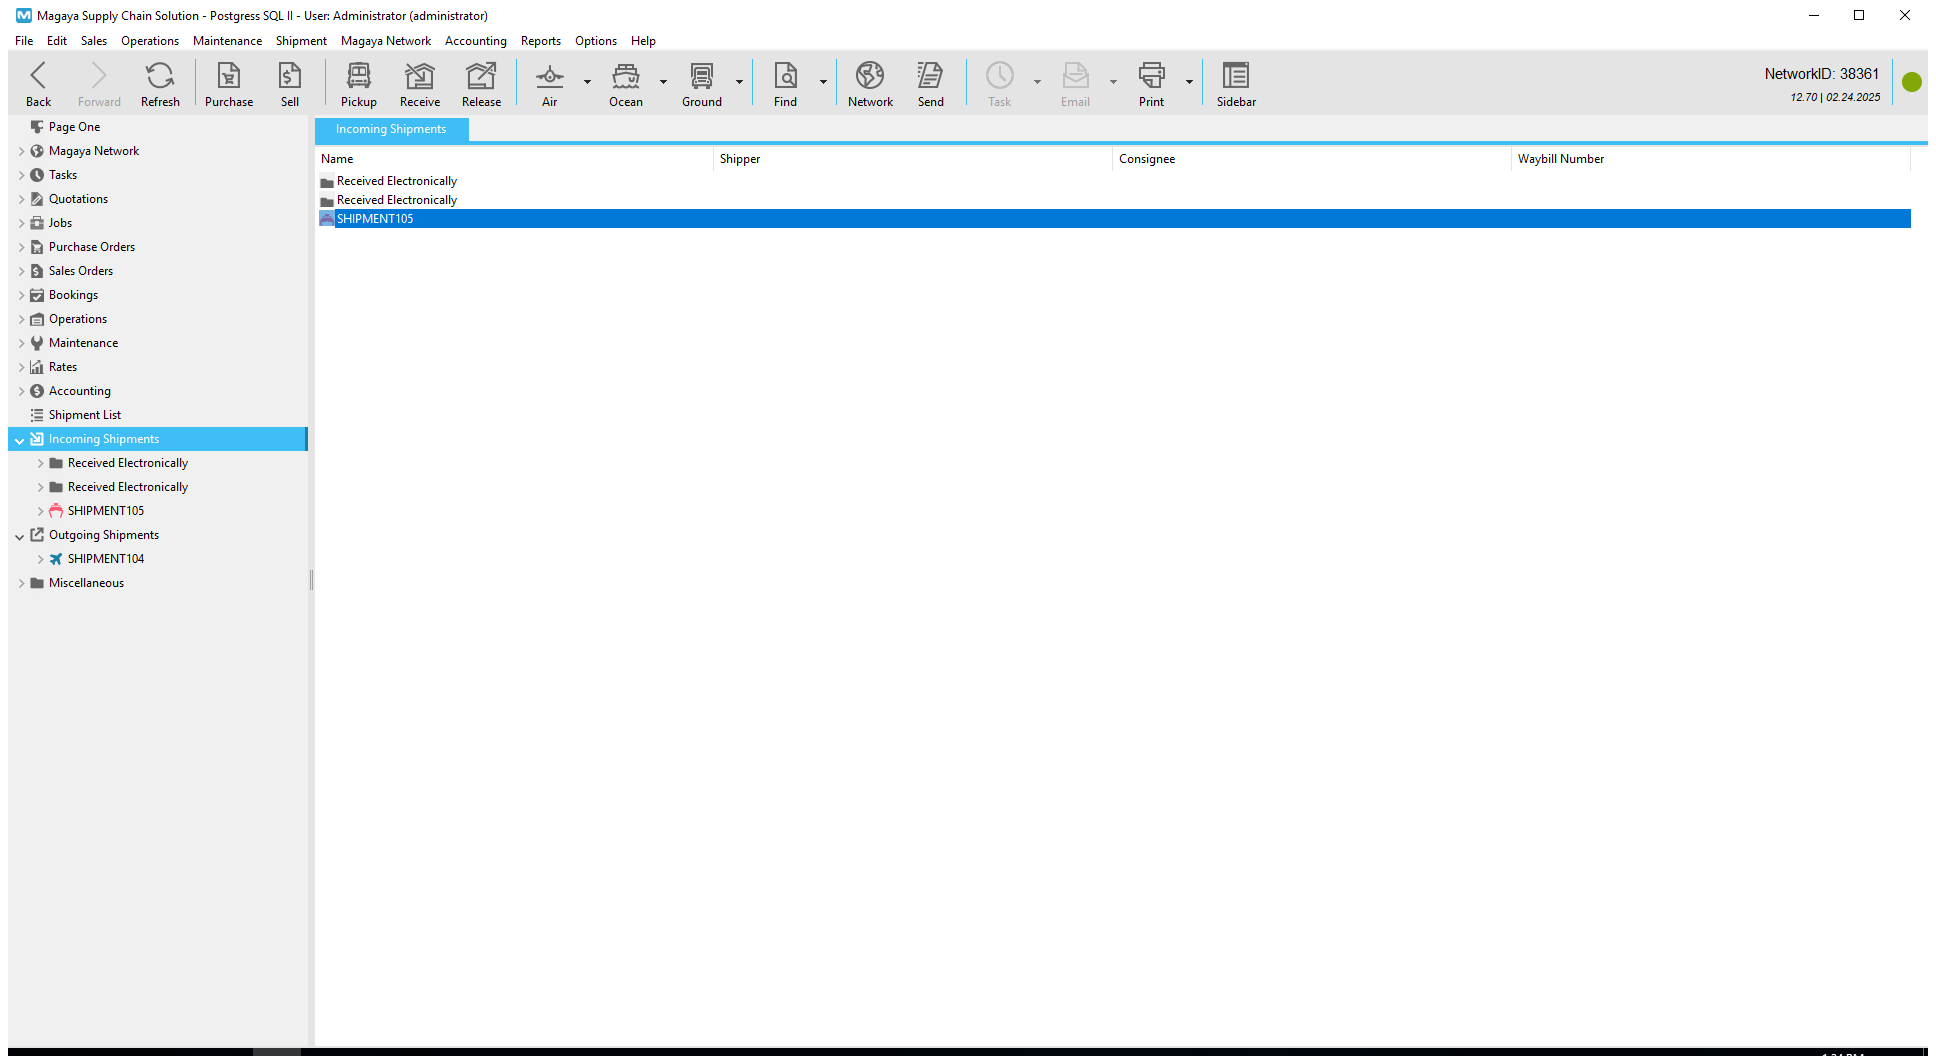 Magaya Supply Chain Solution - Postgress SQL II - User: Administrator (administrator)
File Edit Sales Operations Maintenance Shipment Magaya Network Accounting Reports Options Help
Back Forward Refresh Purchase Sell Pickup Receive Release Air Ocean Ground Find Network Send Task Email Print Sidebar
NetworkID: 38361
12.70 | 02.24.2025
Page One
Magaya Network
Tasks
Quotations
Jobs
Purchase Orders
Sales Orders
Bookings
Operations
Maintenance
Rates
Accounting
Shipment List
Incoming Shipments
Received Electronically
Received Electronically
SHIPMENT105
Outgoing Shipments
SHIPMENT104
Miscellaneous
Incoming Shipments
Name Shipper Consignee Waybill Number
Received Electronically
Received Electronically
SHIPMENT105